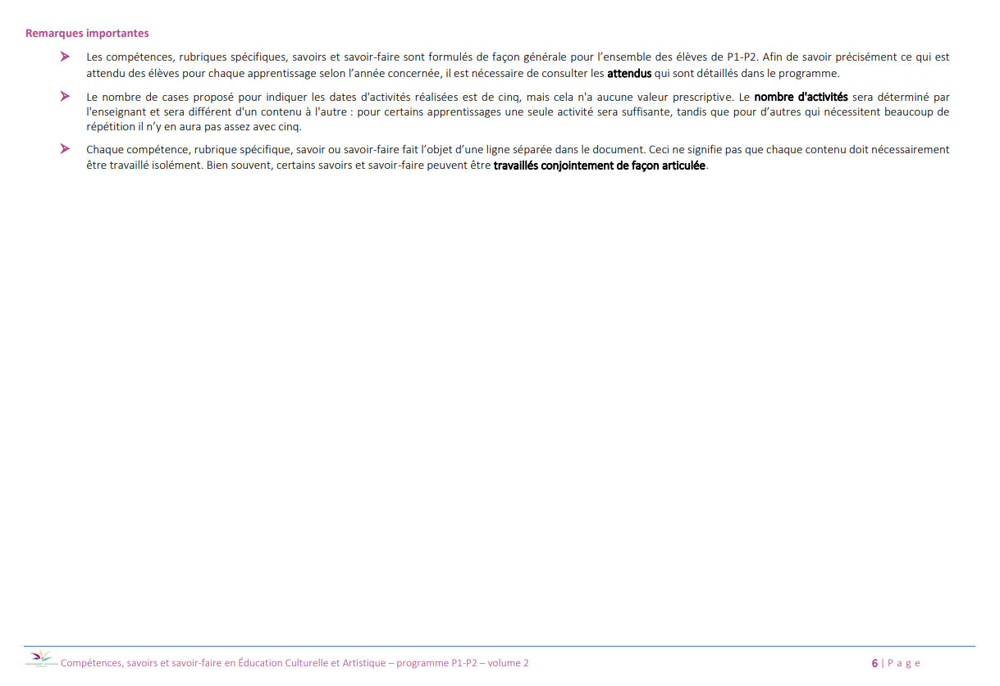 Remarques importantes
➢ Les compétences, rubriques spécifiques, savoirs et savoir-faire sont formulés de façon générale pour l’ensemble des élèves de P1-P2. Afin de savoir précisément ce qui est
attendu des élèves pour chaque apprentissage selon l’année concernée, il est nécessaire de consulter les attendus qui sont détaillés dans le programme.
➢ Le nombre de cases proposé pour indiquer les dates d'activités réalisées est de cinq, mais cela n'a aucune valeur prescriptive. Le nombre d'activités sera déterminé par
l'enseignant et sera différent d'un contenu à l'autre : pour certains apprentissages une seule activité sera suffisante, tandis que pour d’autres qui nécessitent beaucoup de
répétition il n’y en aura pas assez avec cinq.
➢ Chaque compétence, rubrique spécifique, savoir ou savoir-faire fait l’objet d’une ligne séparée dans le document. Ceci ne signifie pas que chaque contenu doit nécessairement
être travaillé isolément. Bien souvent, certains savoirs et savoir-faire peuvent être travaillés conjointement de façon articulée.
Compétences, savoirs et savoir-faire en Éducation Culturelle et Artistique – programme P1-P2 – volume 2
6 | P a g e